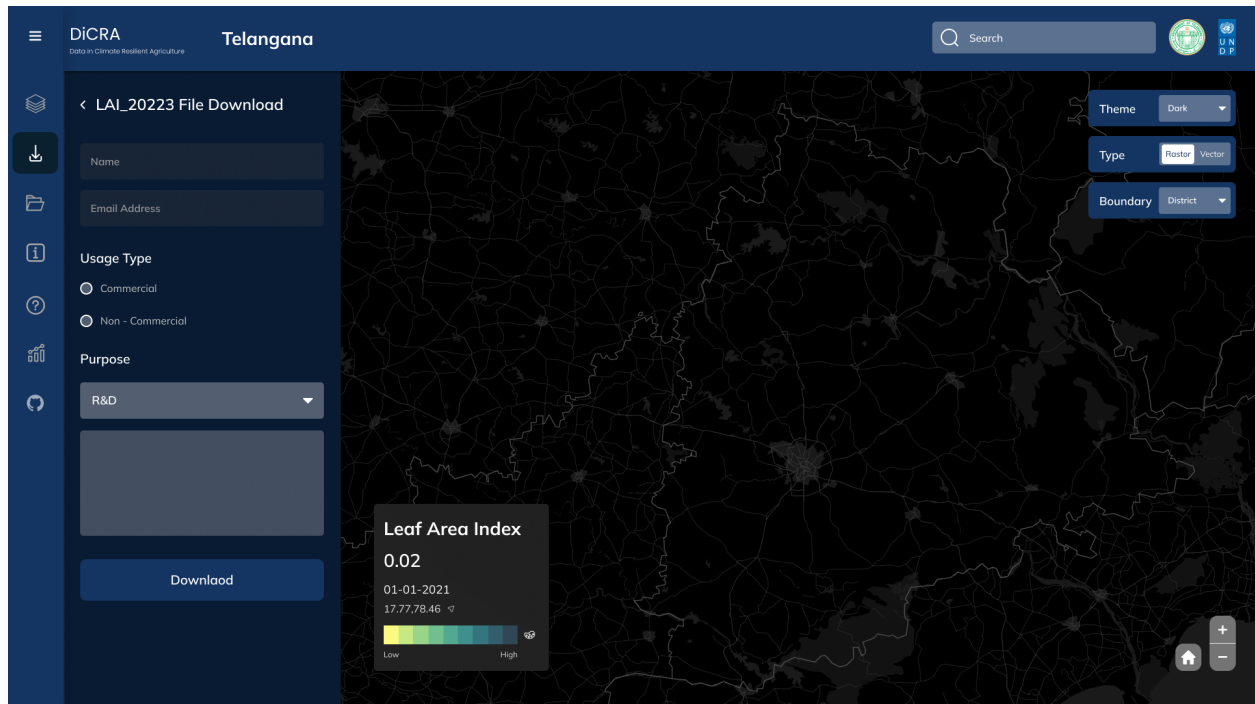 DiCRA
Data in Climate Resilient Agriculture
Telangana
Search
U N
D P
LAI_20223 File Download
Name
Email Address
Usage Type
Commercial
Non - Commercial
Purpose
R&D
Downlaod
Theme
Dark
Type
Rastor
Vector
Boundary
District
Leaf Area Index
0.02
01-01-2021
17.77,78.46
Low
High